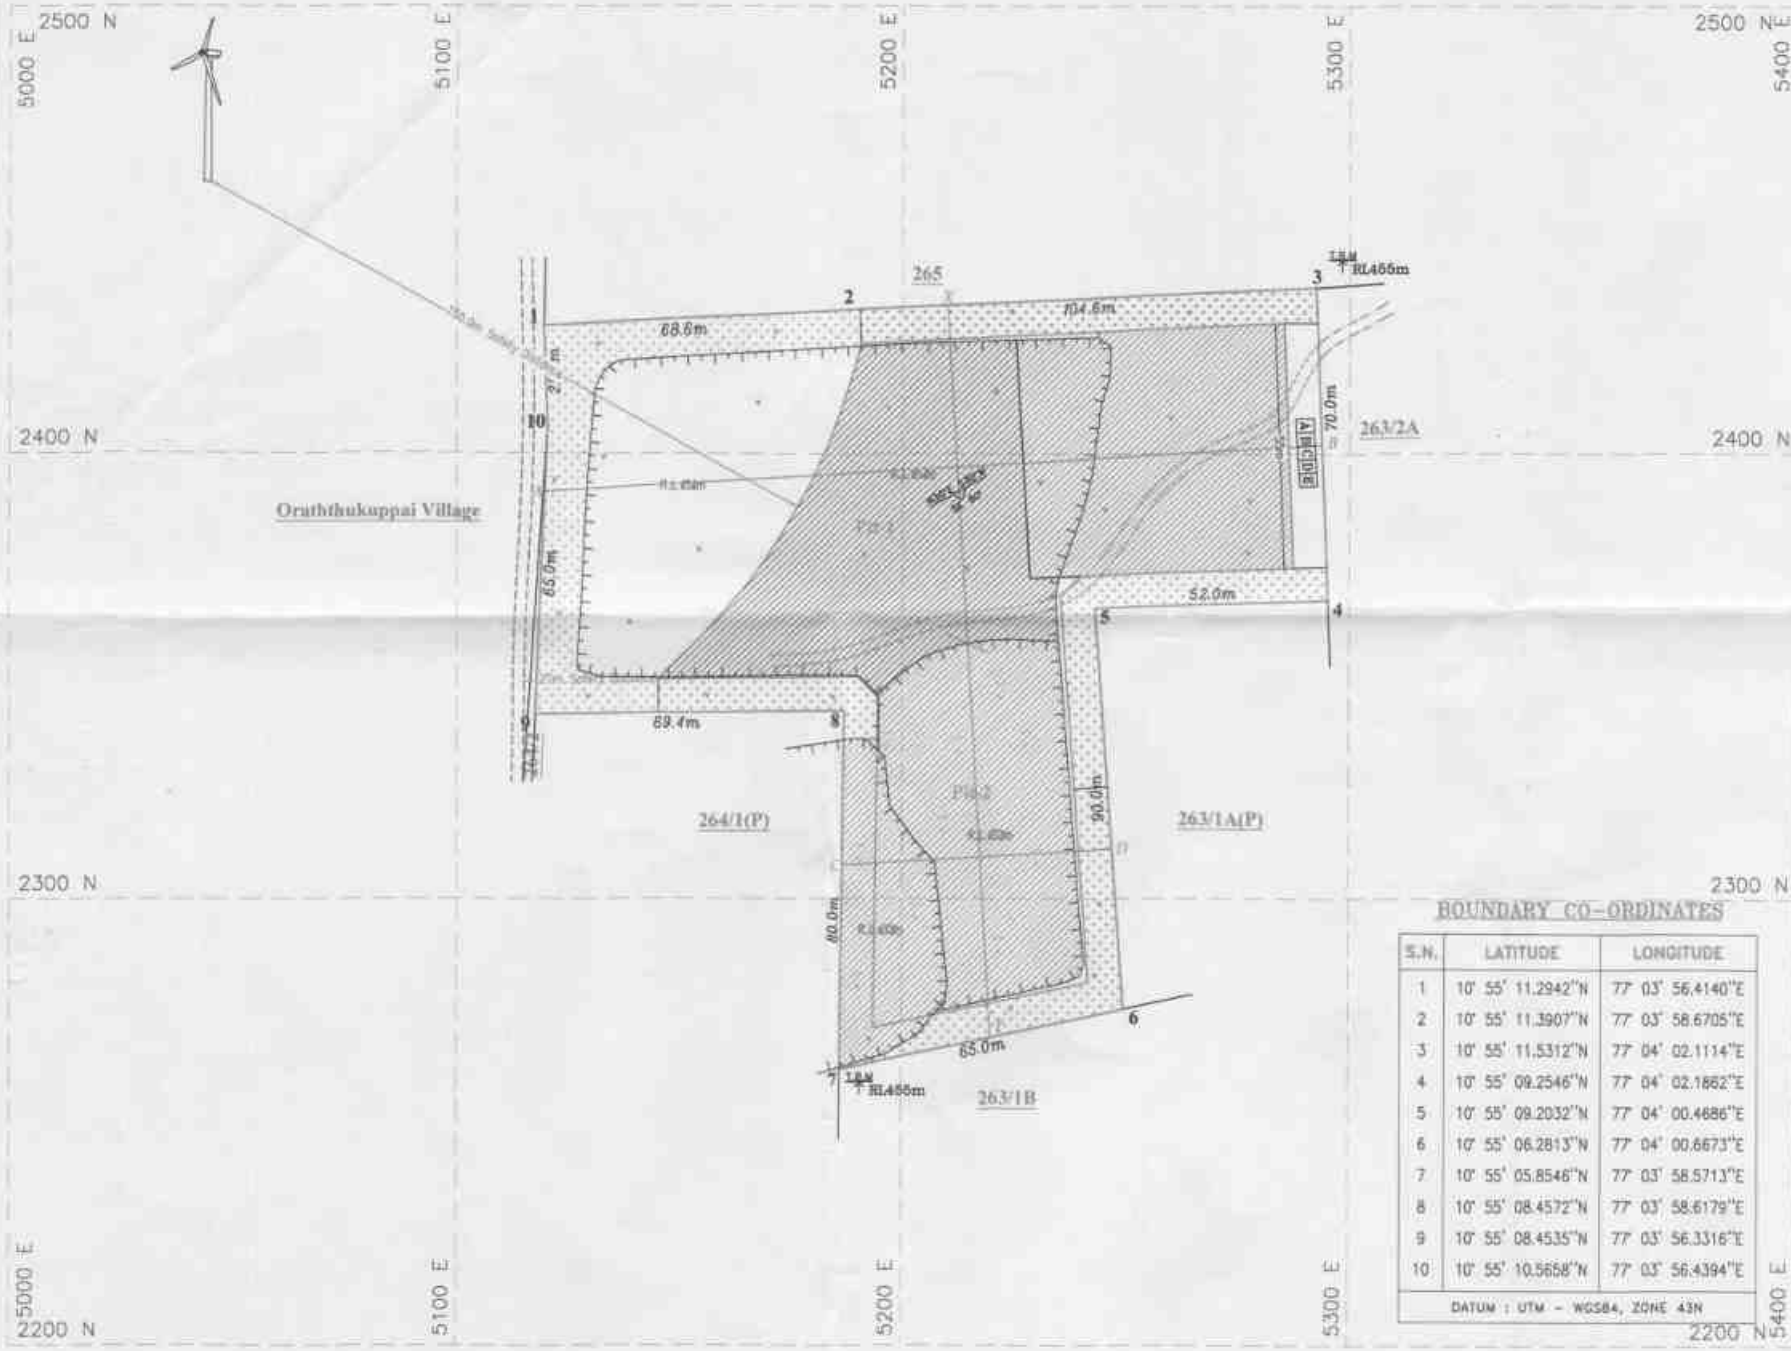 2500 N
5000 E
5100 E
5200 E
5300 E
2500 N
5400 E
265
T.B.M
RL455m
1
2
3
68.6m
104.6m
10
2400 N
2400 N
70.0m
263/2A
B
A B C D E
Oraththukuppai Village
Pit-1
65.0m
52.0m
5
4
9
69.4m
8
264/2
264/1(P)
Pit-2
90.0m
263/1A(P)
C
D
80.0m
2300 N
2300 N
65.0m
6
7
T.B.M
RL455m
263/1B
BOUNDARY CO-ORDINATES
S.N. LATITUDE LONGITUDE
1 10° 55' 11.2942"N 77° 03' 56.4140"E
2 10° 55' 11.3907"N 77° 03' 58.6705"E
3 10° 55' 11.5312"N 77° 04' 02.1114"E
4 10° 55' 09.2546"N 77° 04' 02.1862"E
5 10° 55' 09.2032"N 77° 04' 00.4686"E
6 10° 55' 06.2813"N 77° 04' 00.6673"E
7 10° 55' 05.8546"N 77° 03' 58.5713"E
8 10° 55' 08.4572"N 77° 03' 58.6179"E
9 10° 55' 08.4535"N 77° 03' 56.3316"E
10 10° 55' 10.5658"N 77° 03' 56.4394"E
DATUM : UTM - WGS84, ZONE 43N
5000 E
2200 N
5100 E
5200 E
5300 E
2200 N
5400 E